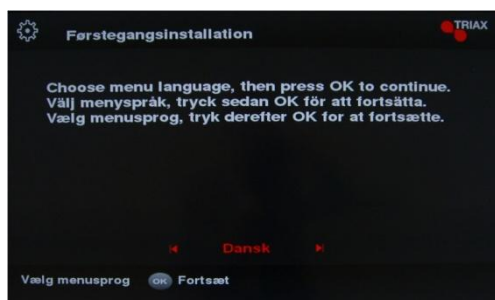 Førstegangsinstallation
TRIAX
Choose menu language, then press OK to continue.
Välj menyspråk, tryck sedan OK för att fortsätta.
Vælg menusprog, tryk derefter OK for at fortsætte.
Dansk
Vælg menusprog OK Fortsæt